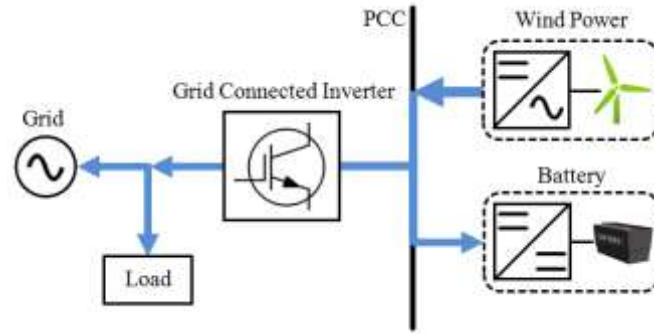 PCC
Wind Power
Grid Connected Inverter
Grid
Battery
Load